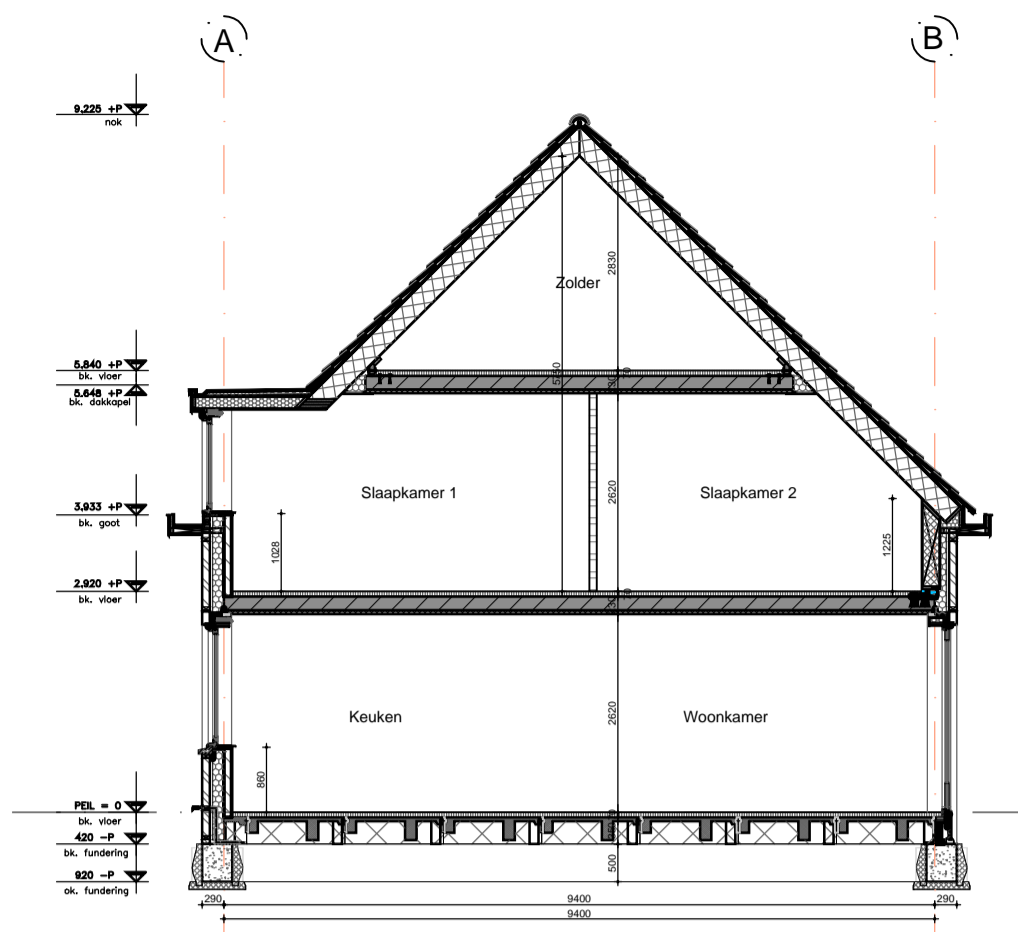 A
B
9,225 +P
nok
2830
Zolder
5,840 +P
bk. vloer
5,648 +P
bk. dakkapel
Slaapkamer 1
2620
Slaapkamer 2
3,933 +P
bk. goot
1028
1225
2,920 +P
bk. vloer
Keuken
2620
Woonkamer
860
PEIL = 0
bk. vloer
420 -P
bk. fundering
500
920 -P
ok. fundering
290
9400
290
9400